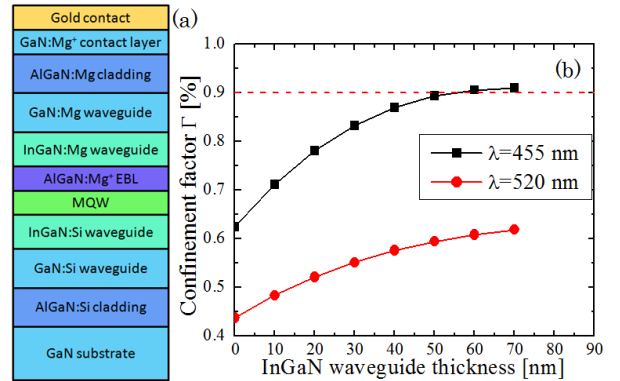 (a)
Gold contact
GaN:Mg⁺ contact layer
AlGaN:Mg cladding
GaN:Mg waveguide
InGaN:Mg waveguide
AlGaN:Mg⁺ EBL
MQW
InGaN:Si waveguide
GaN:Si waveguide
AlGaN:Si cladding
GaN substrate
(b)
Confinement factor Γ [%]
1.0
0.9
0.8
0.7
0.6
0.5
0.4
λ=455 nm
λ=520 nm
0 10 20 30 40 50 60 70 80 90
InGaN waveguide thickness [nm]